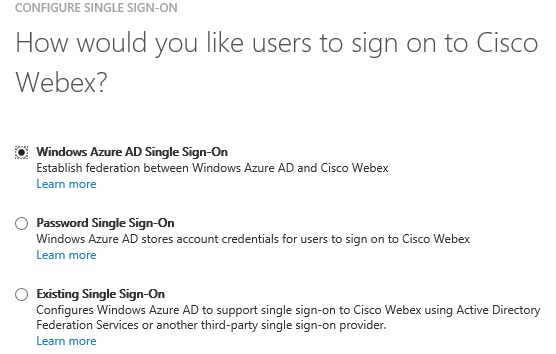 CONFIGURE SINGLE SIGN-ON
How would you like users to sign on to Cisco
Webex?
Windows Azure AD Single Sign-On
Establish federation between Windows Azure AD and Cisco Webex
Learn more
Password Single Sign-On
Windows Azure AD stores account credentials for users to sign on to Cisco Webex
Learn more
Existing Single Sign-On
Configures Windows Azure AD to support single sign-on to Cisco Webex using Active Directory
Federation Services or another third-party single sign-on provider.
Learn more